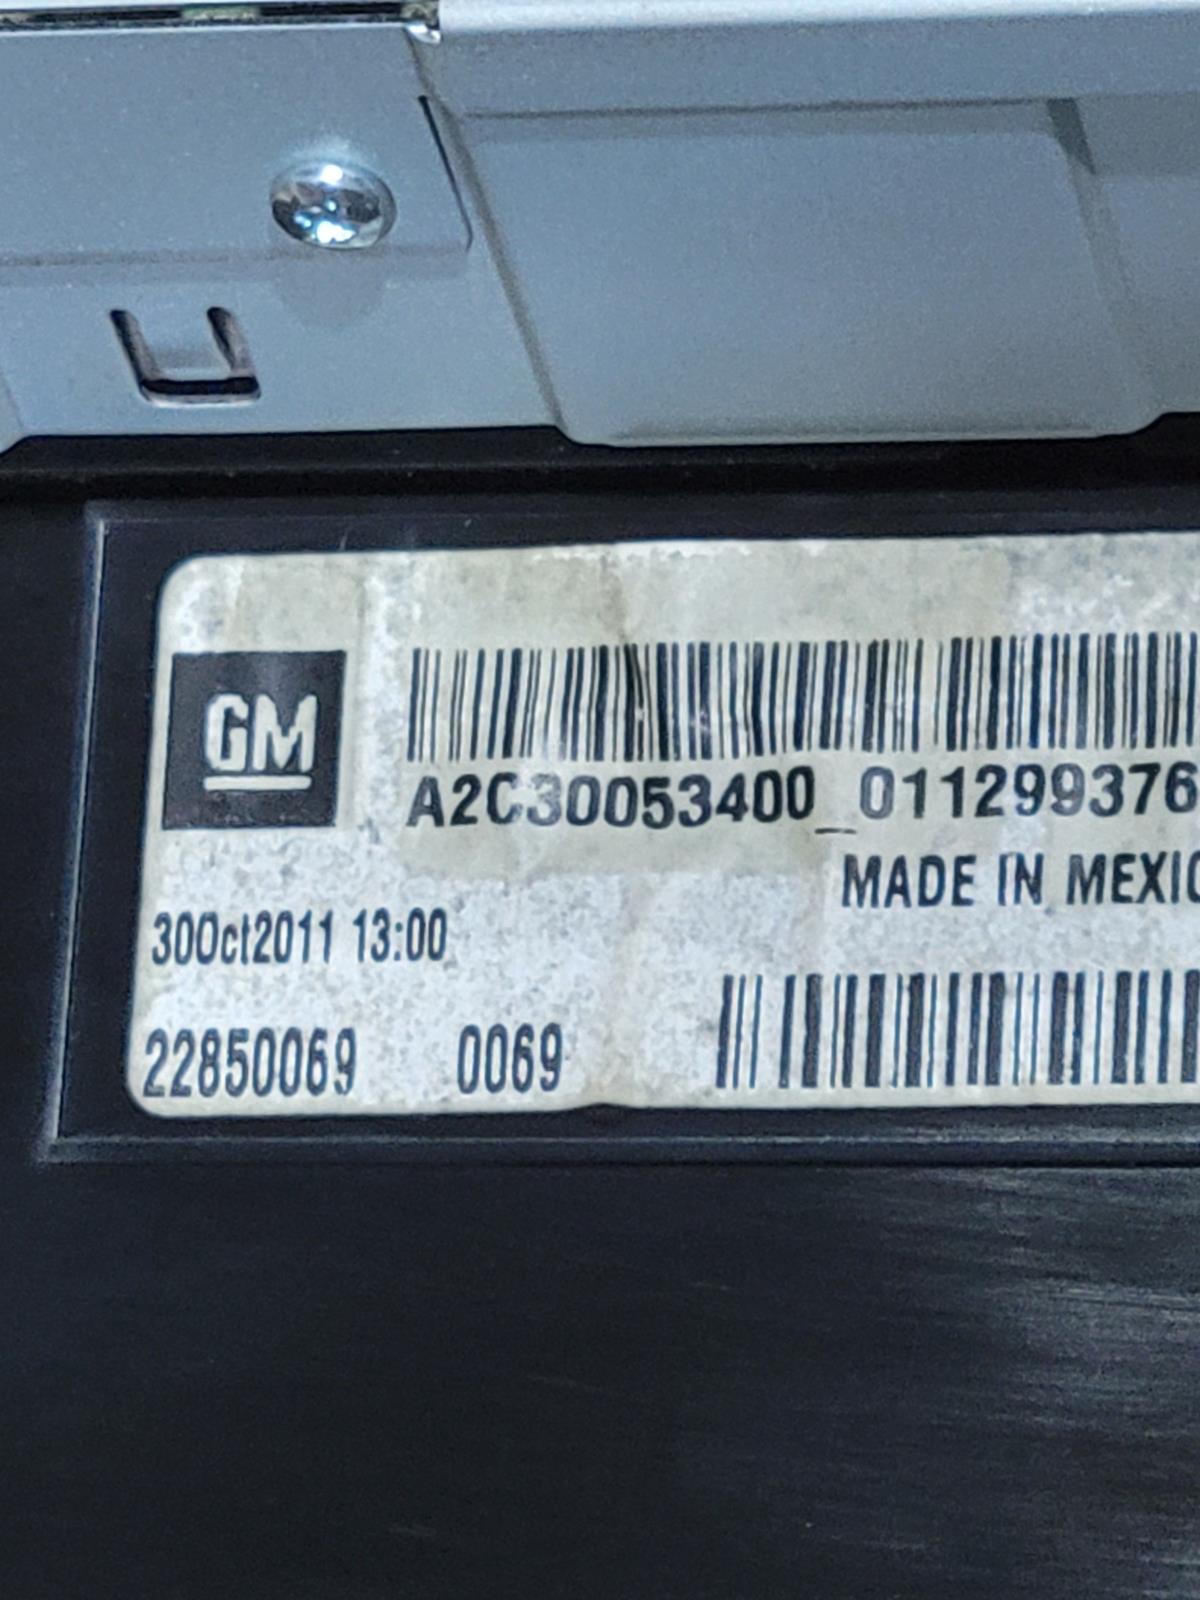 GM
A2C30053400_011299376
MADE IN MEXIC
30Oct2011 13:00
22850069 0069